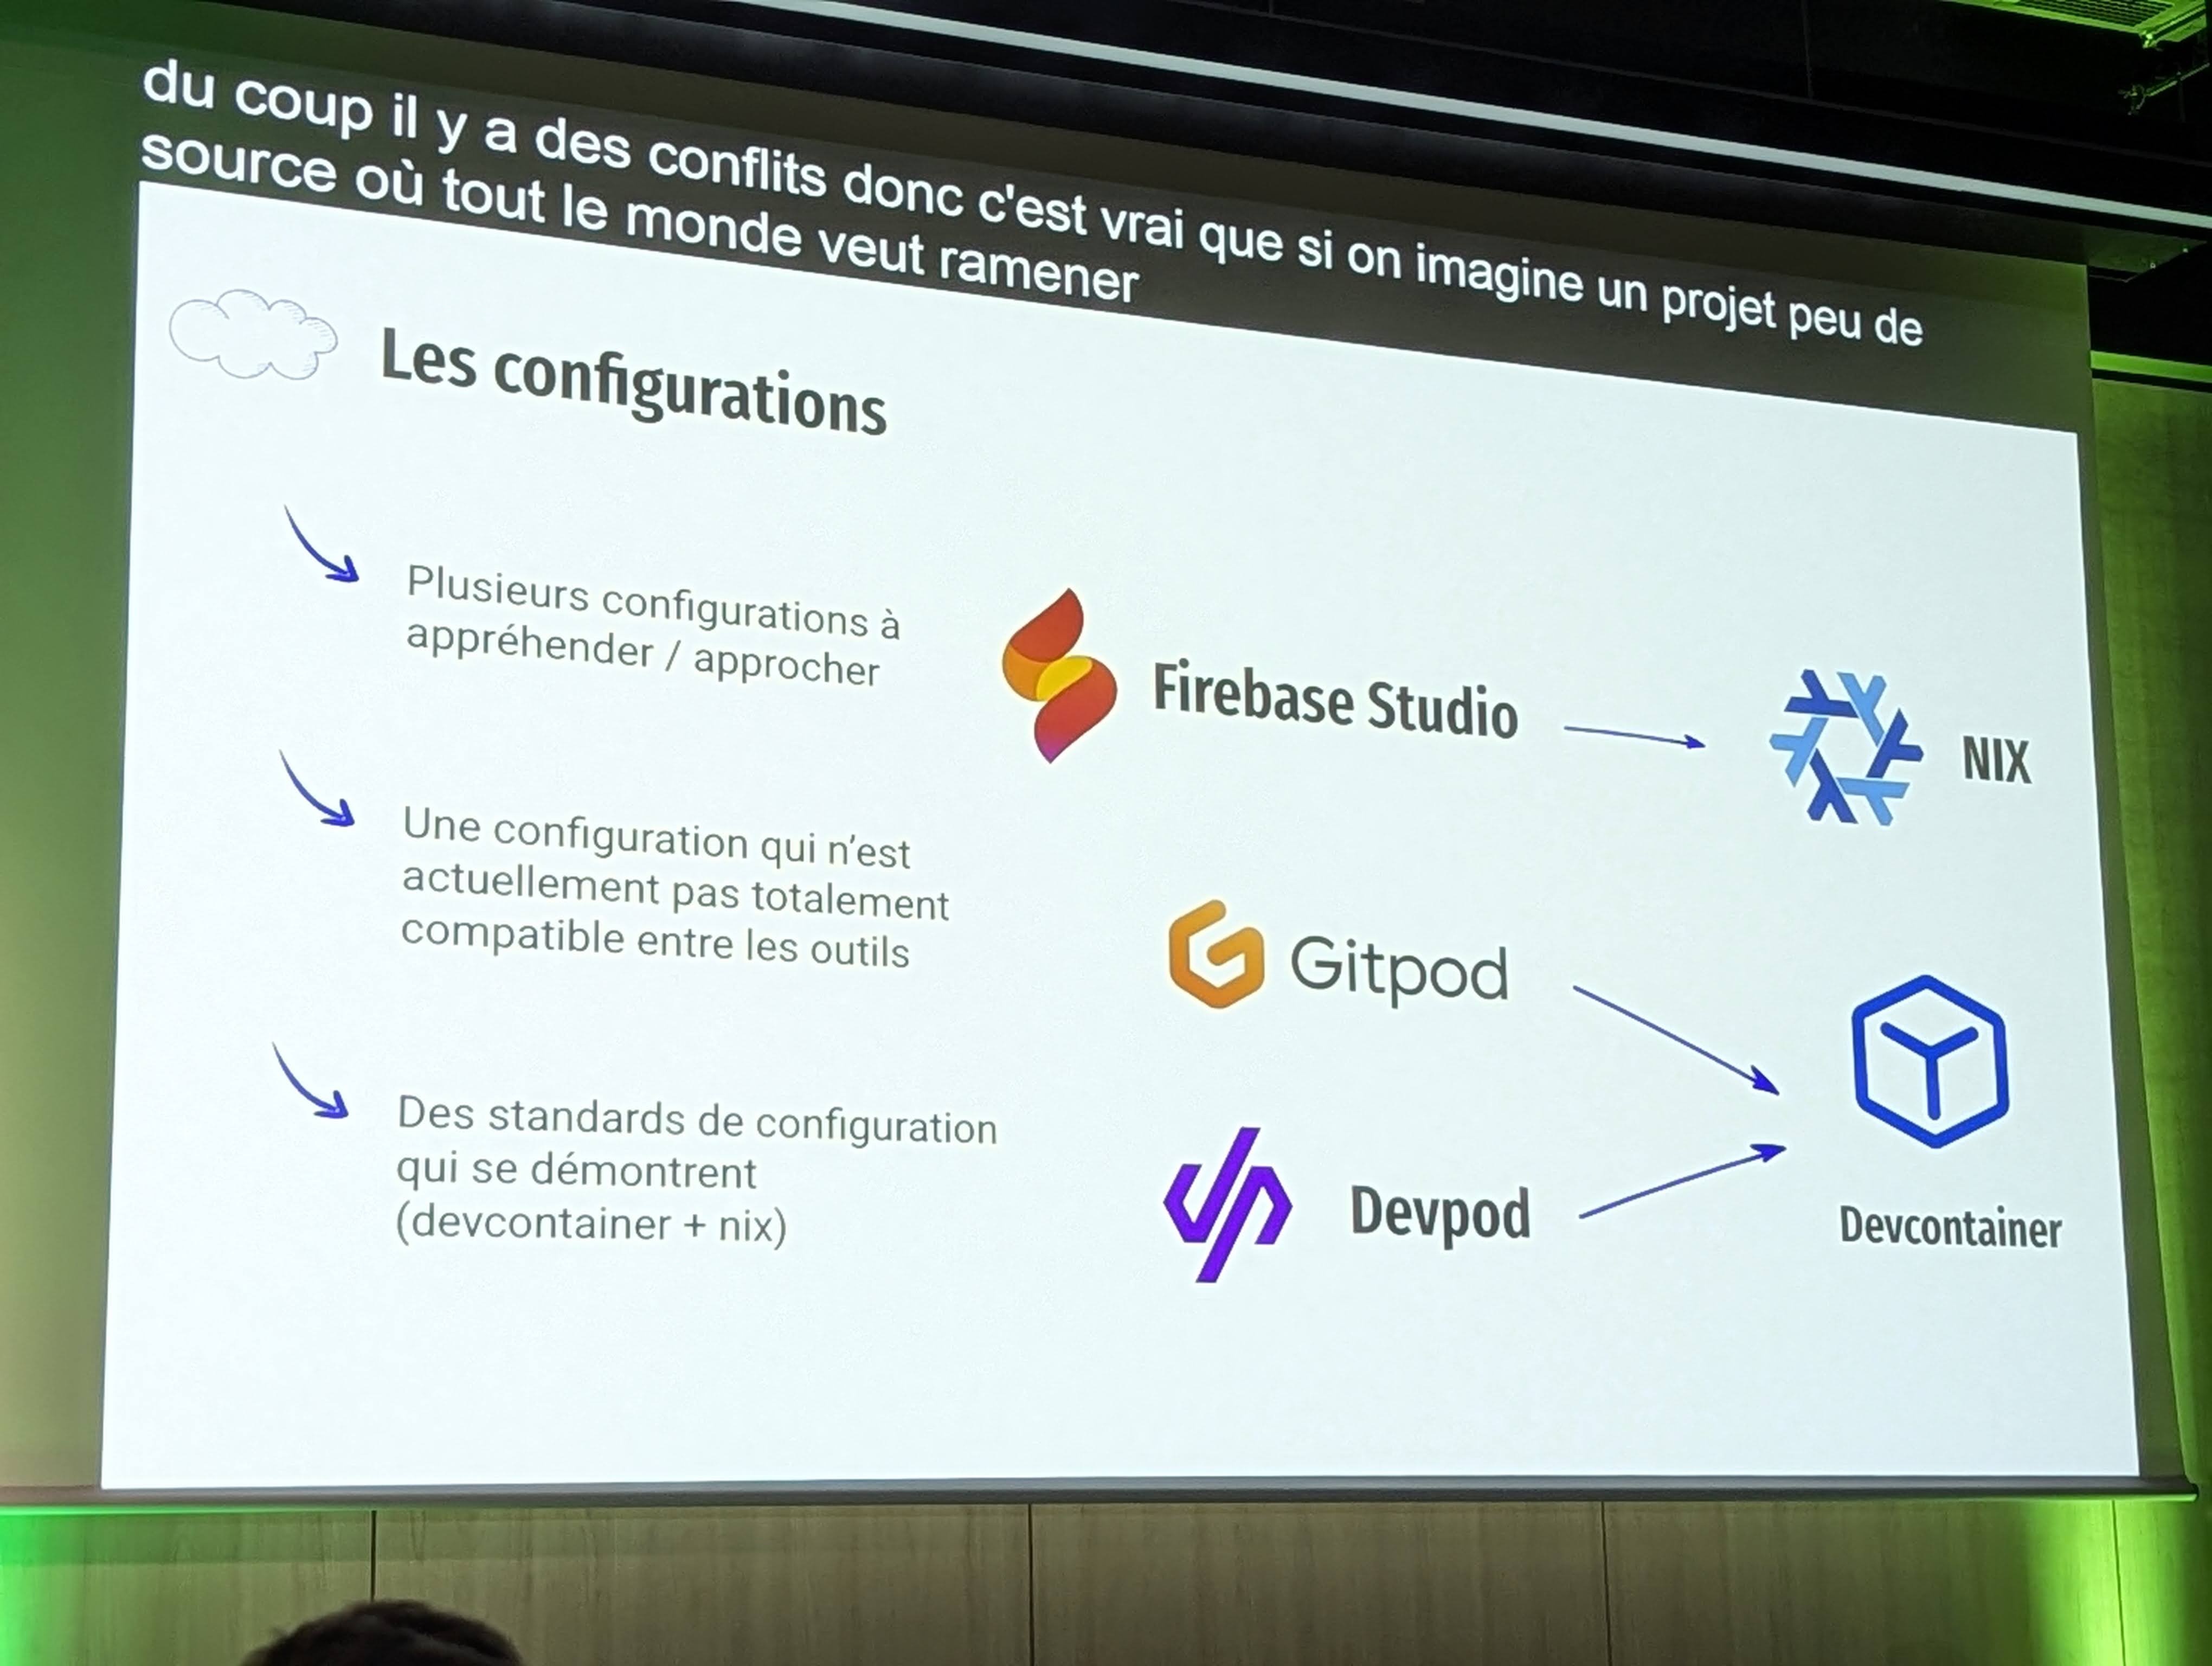 du coup il y a des conflits donc c'est vrai que si on imagine un projet peu de
source où tout le monde veut ramener
Les configurations
Plusieurs configurations à
appréhender / approcher
Une configuration qui n'est
actuellement pas totalement
compatible entre les outils
Des standards de configuration
qui se démontrent
(devcontainer + nix)
Firebase Studio
NIX
Gitpod
Devpod
Devcontainer